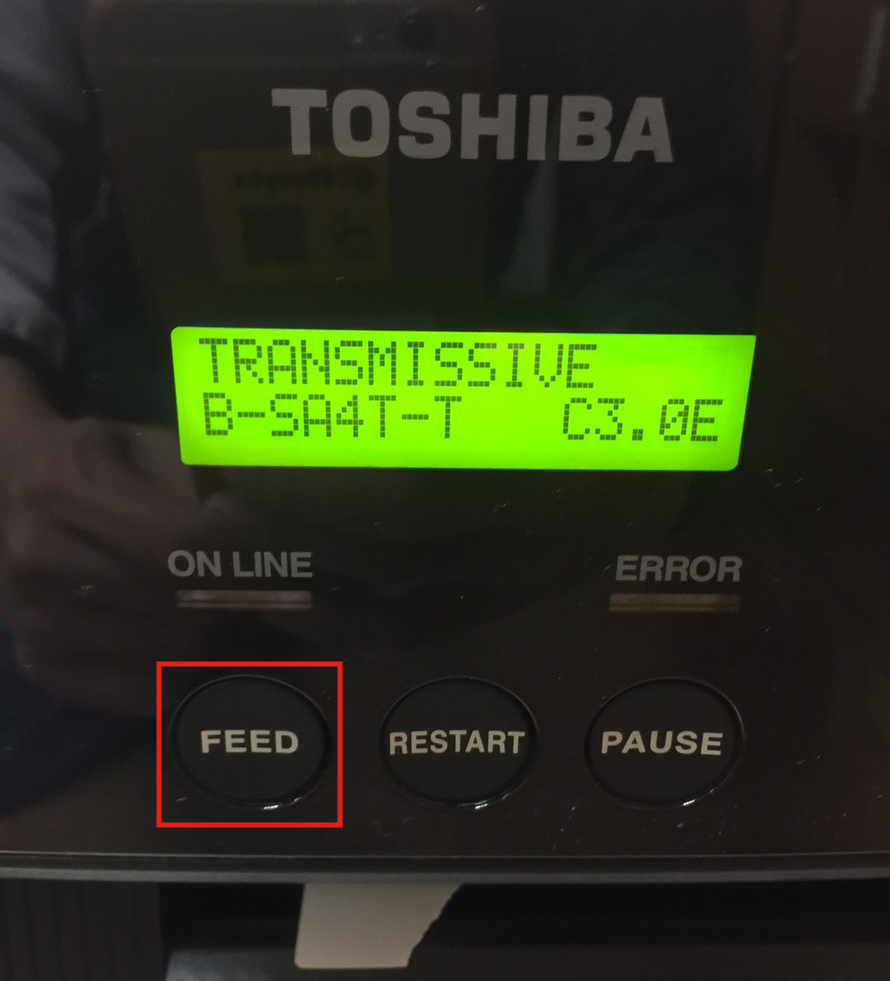 TOSHIBA
TRANSMISSIVE
B-SA4T-T C3.0E
ON LINE
ERROR
FEED
RESTART
PAUSE